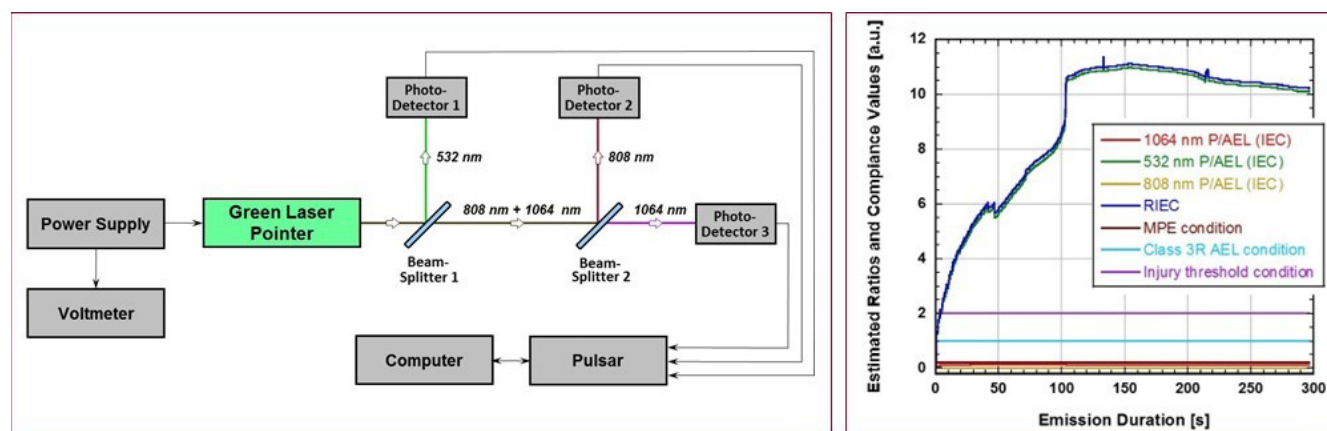 Photo-
Detector 1
Photo-
Detector 2
532 nm
808 nm
Power Supply
Green Laser
Pointer
808 nm + 1064 nm
1064 nm
Photo-
Detector 3
Beam-
Splitter 1
Beam-
Splitter 2
Voltmeter
Computer
Pulsar
Estimated Ratios and Compliance Values [a.u.]
12
10
8
6
4
2
0
1064 nm P/AEL (IEC)
532 nm P/AEL (IEC)
808 nm P/AEL (IEC)
RIEC
MPE condition
Class 3R AEL condition
Injury threshold condition
0
50
100
150
200
250
300
Emission Duration [s]